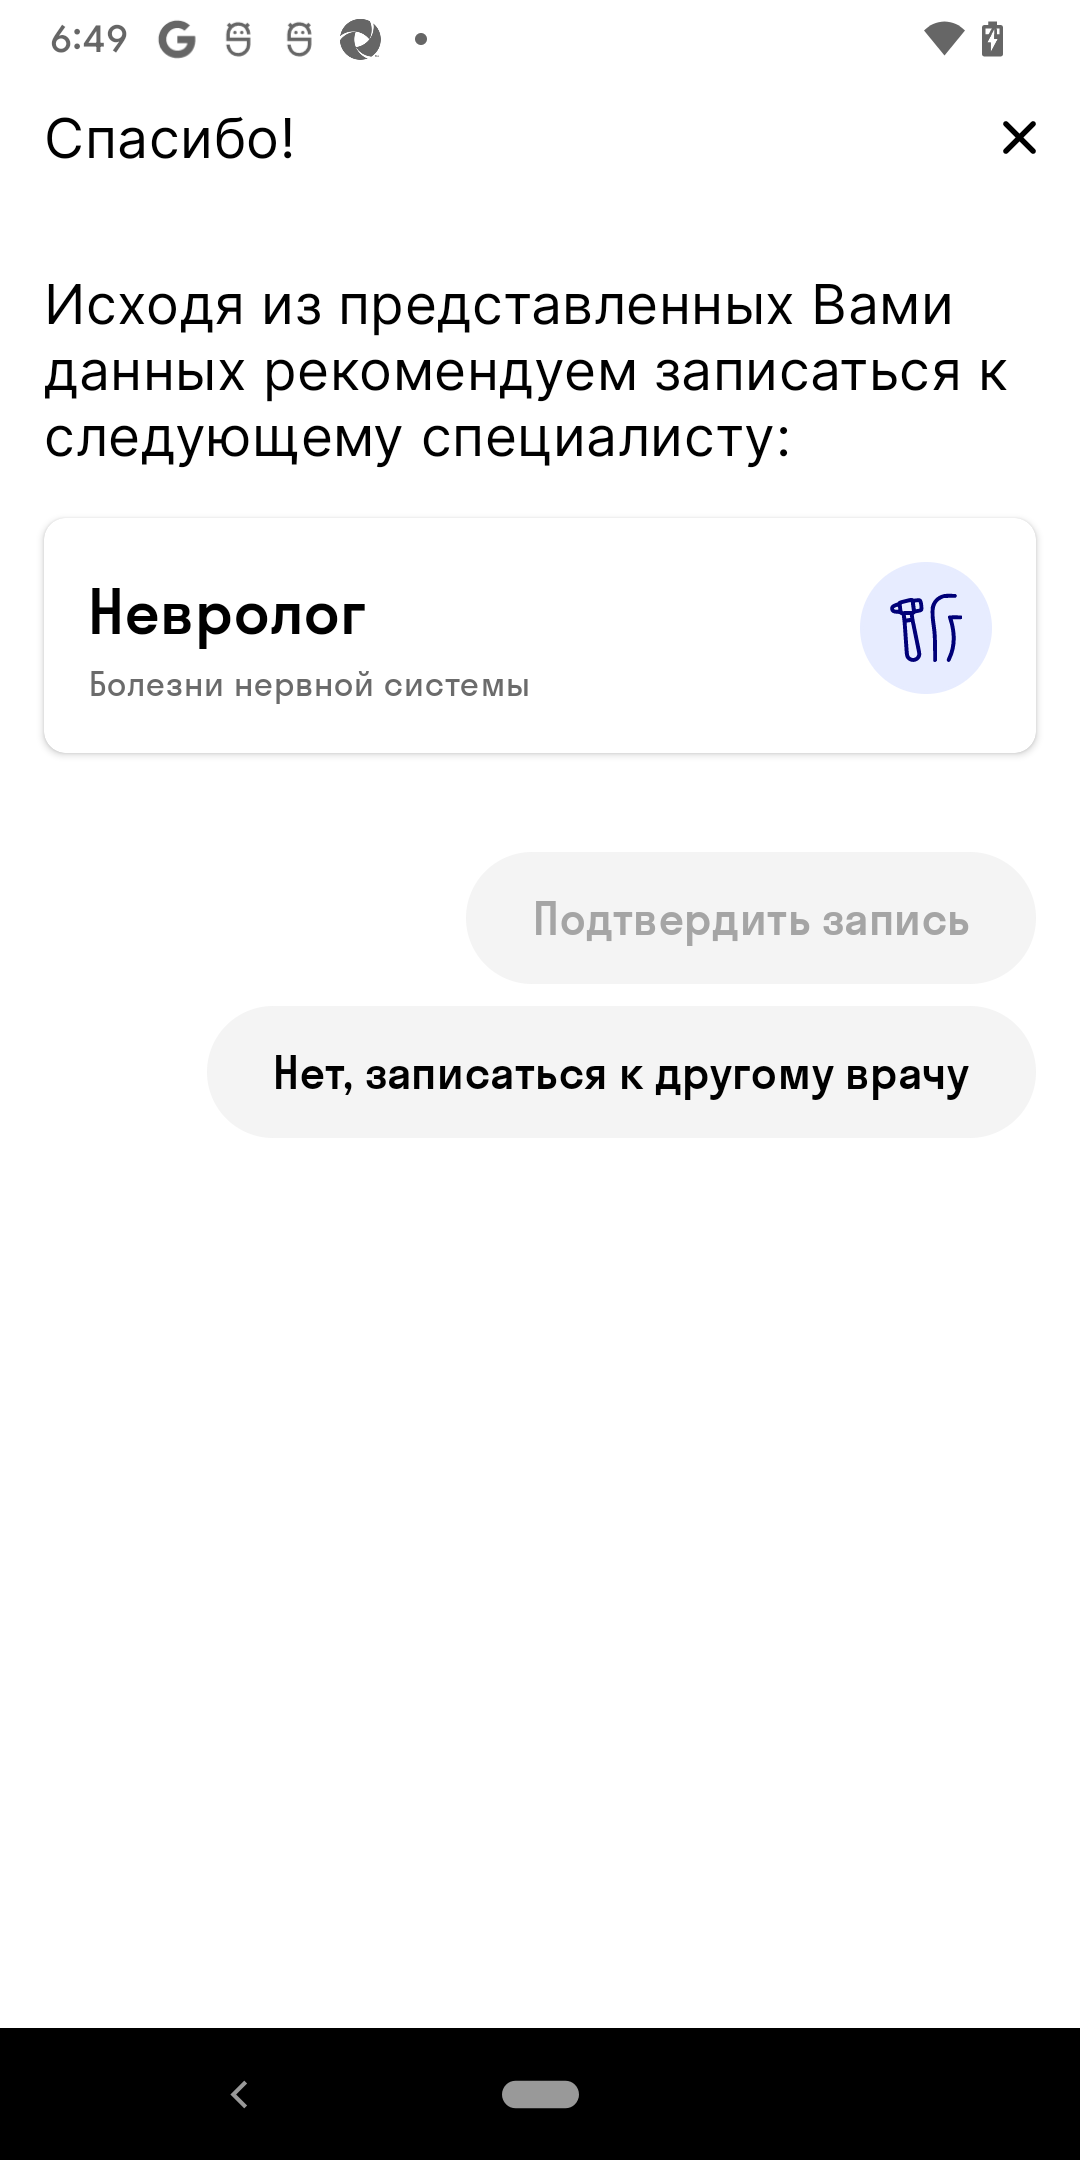 6:49
Спасибо!
Исходя из представленных Вами
данных рекомендуем записаться к
следующему специалисту:
Невролог
Болезни нервной системы
Подтвердить запись
Нет, записаться к другому врачу